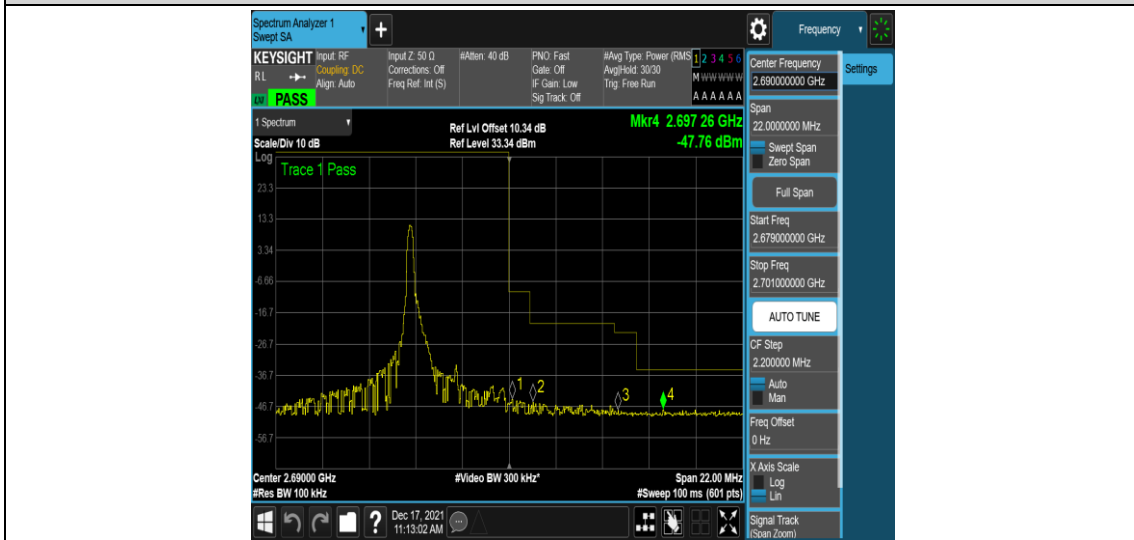 Spectrum Analyzer 1
Swept SA
+
Frequency
KEYSIGHT
RL
PASS
Input: RF
Coupling: DC
Align: Auto
Input Z: 50 Ω
Corrections: Off
Freq Ref: Int (S)
#Atten: 40 dB
PNO: Fast
Gate: Off
IF Gain: Low
Sig Track: Off
#Avg Type: Power (RMS
Avg|Hold: 30/30
Trig: Free Run
1 2 3 4 5 6
M W W W W W
A A A A A A
Center Frequency
2.690000000 GHz
Settings
Span
22.0000000 MHz
Swept Span
Zero Span
Full Span
Start Freq
2.679000000 GHz
Stop Freq
2.701000000 GHz
AUTO TUNE
CF Step
2.200000 MHz
Auto
Man
Freq Offset
0 Hz
X Axis Scale
Log
Lin
Signal Track
(Span Zoom)
1 Spectrum
Scale/Div 10 dB
Ref Lvl Offset 10.34 dB
Ref Level 33.34 dBm
Mkr4 2.697 26 GHz
-47.76 dBm
Log
Trace 1 Pass
23.3
13.3
3.34
-6.66
-16.7
-26.7
-36.7
-46.7
-56.7
1
2
3
4
Center 2.69000 GHz
#Res BW 100 kHz
#Video BW 300 kHz*
Span 22.00 MHz
#Sweep 100 ms (601 pts)
?
Dec 17, 2021
11:13:02 AM